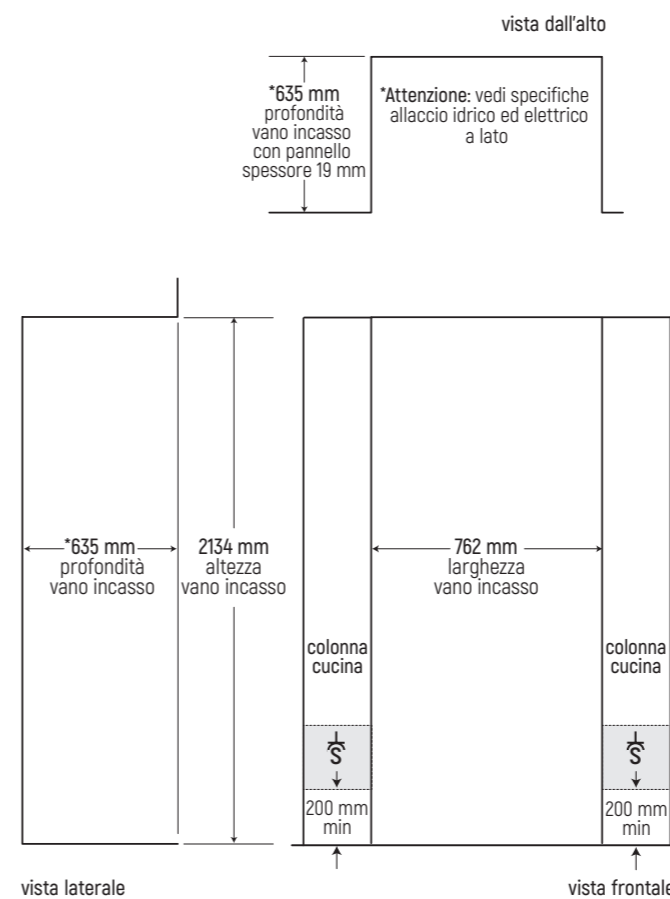 vista dall'alto
*635 mm
profondità
vano incasso
con pannello
spessore 19 mm
*Attenzione: vedi specifiche
allaccio idrico ed elettrico
a lato
*635 mm
profondità
vano incasso
2134 mm
altezza
vano incasso
762 mm
larghezza
vano incasso
colonna
cucina
colonna
cucina
S
S
200 mm
min
200 mm
min
vista laterale
vista frontale